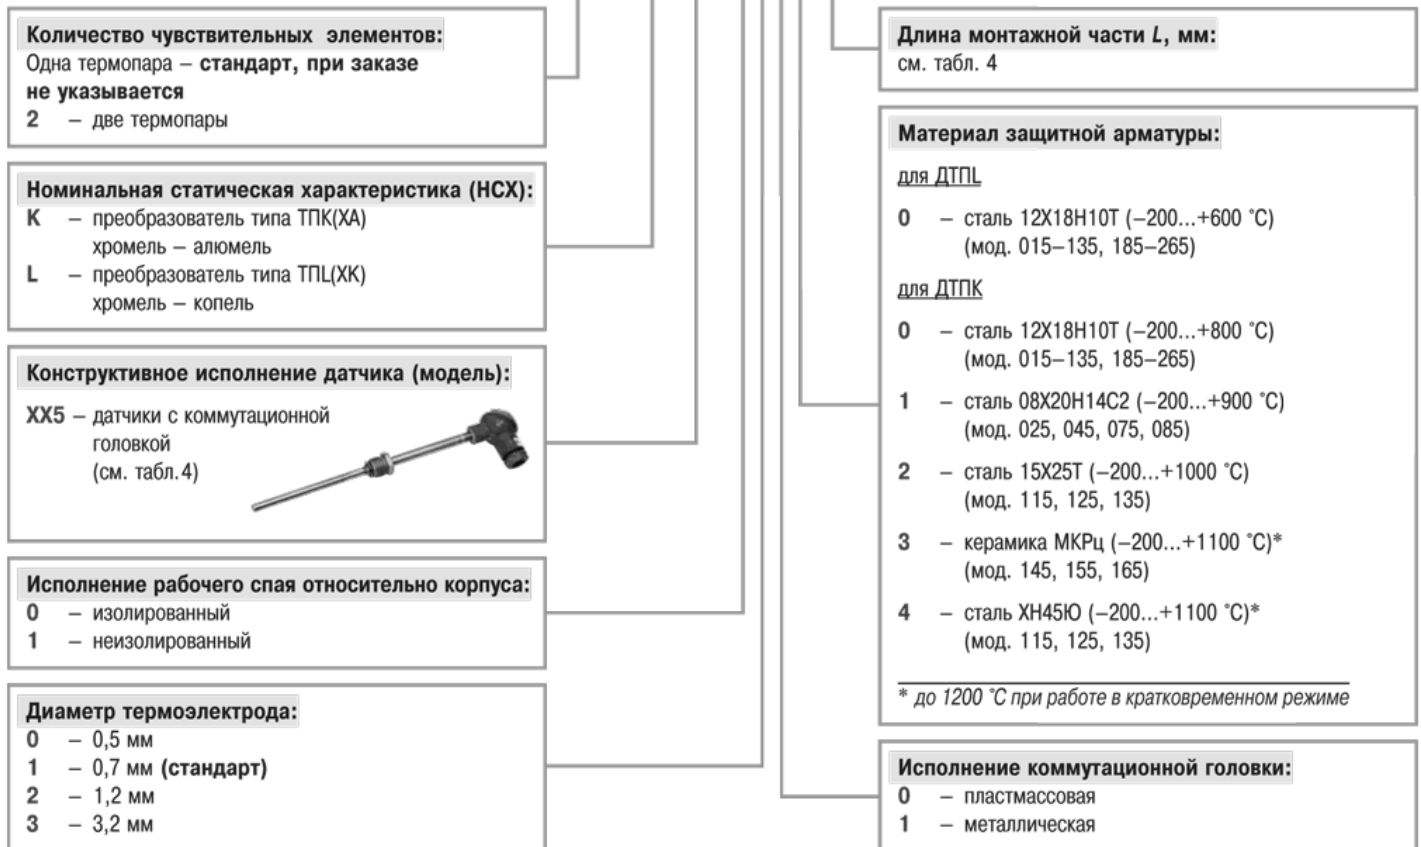 Количество чувствительных элементов:
Одна термопара – стандарт, при заказе
не указывается
2 – две термопары
Номинальная статическая характеристика (НСХ):
K – преобразователь типа ТПК(ХА)
хромель – алюмель
L – преобразователь типа ТПL(ХК)
хромель – копель
Конструктивное исполнение датчика (модель):
XX5 – датчики с коммутационной
головкой
(см. табл.4)
Исполнение рабочего спая относительно корпуса:
0 – изолированный
1 – неизолированный
Диаметр термоэлектрода:
0 – 0,5 мм
1 – 0,7 мм (стандарт)
2 – 1,2 мм
3 – 3,2 мм
Длина монтажной части L, мм:
см. табл. 4
Материал защитной арматуры:
для ДТПL
0 – сталь 12Х18Н10Т (–200...+600 °С)
(мод. 015–135, 185–265)
для ДТПК
0 – сталь 12Х18Н10Т (–200...+800 °С)
(мод. 015–135, 185–265)
1 – сталь 08Х20Н14С2 (–200...+900 °С)
(мод. 025, 045, 075, 085)
2 – сталь 15Х25Т (–200...+1000 °С)
(мод. 115, 125, 135)
3 – керамика МКРц (–200...+1100 °С)*
(мод. 145, 155, 165)
4 – сталь ХН45Ю (–200...+1100 °С)*
(мод. 115, 125, 135)
* до 1200 °С при работе в кратковременном режиме
Исполнение коммутационной головки:
0 – пластмассовая
1 – металлическая